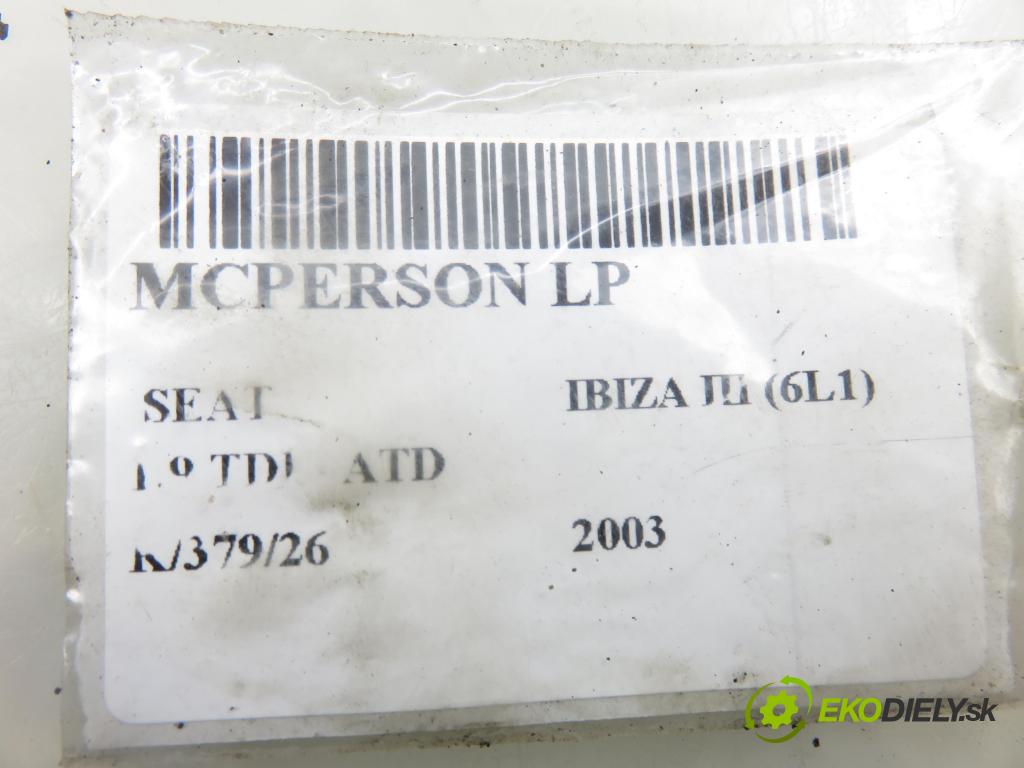 MCPERSON LP
SEAT IBIZA III (6L1)
1.9 TDI ATD
K/379/26 2003
EKODIELY.sk